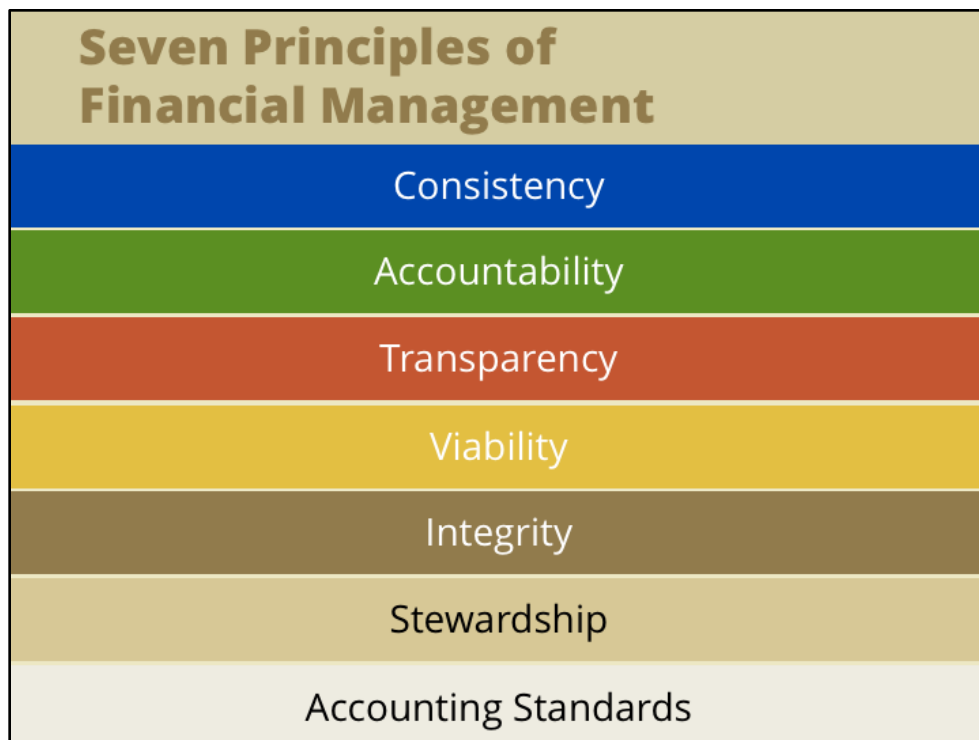 Seven Principles of
Financial Management
Consistency
Accountability
Transparency
Viability
Integrity
Stewardship
Accounting Standards